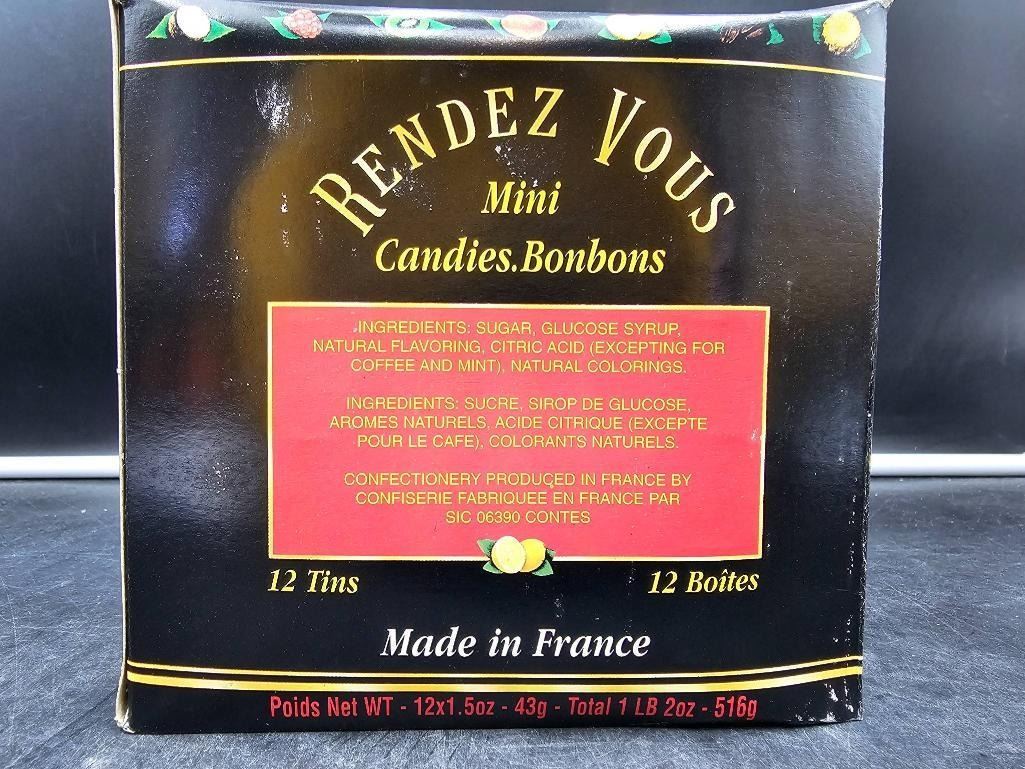 RENDEZ VOUS
Mini
Candies.Bonbons
INGREDIENTS: SUGAR, GLUCOSE SYRUP,
NATURAL FLAVORING, CITRIC ACID (EXCEPTING FOR
COFFEE AND MINT), NATURAL COLORINGS.
INGREDIENTS: SUCRE, SIROP DE GLUCOSE,
AROMES NATURELS, ACIDE CITRIQUE (EXCEPTE
POUR LE CAFE), COLORANTS NATURELS.
CONFECTIONERY PRODUCED IN FRANCE BY
CONFISERIE FABRIQUEE EN FRANCE PAR
SIC 06390 CONTES
12 Tins 12 Boîtes
Made in France
Poids Net WT - 12x1.5oz - 43g - Total 1 LB 2oz - 516g